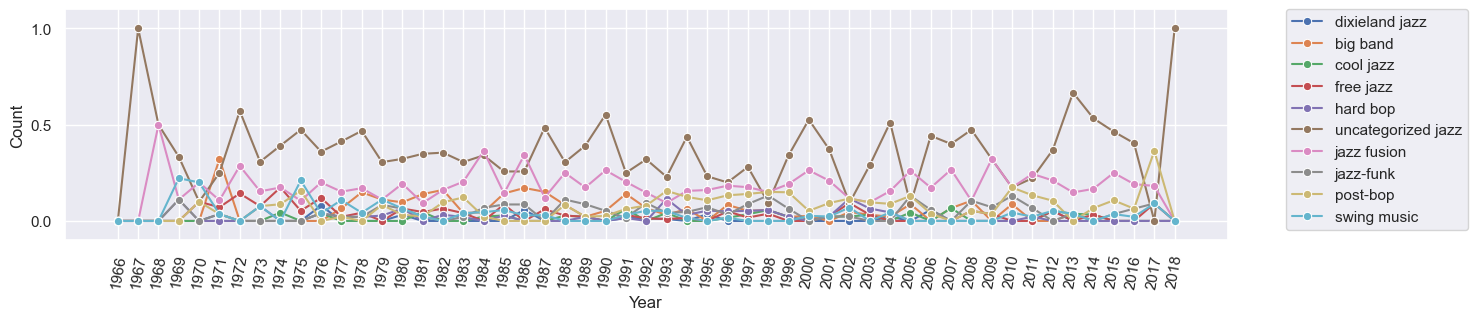 1.0
0.5
0.0
Count
1966 1967 1968 1969 1970 1971 1972 1973 1974 1975 1976 1977 1978 1979 1980 1981 1982 1983 1984 1985 1986 1987 1988 1989 1990 1991 1992 1993 1994 1995 1996 1997 1998 1999 2000 2001 2002 2003 2004 2005 2006 2007 2008 2009 2010 2011 2012 2013 2014 2015 2016 2017 2018
Year
dixieland jazz
big band
cool jazz
free jazz
hard bop
uncategorized jazz
jazz fusion
jazz-funk
post-bop
swing music